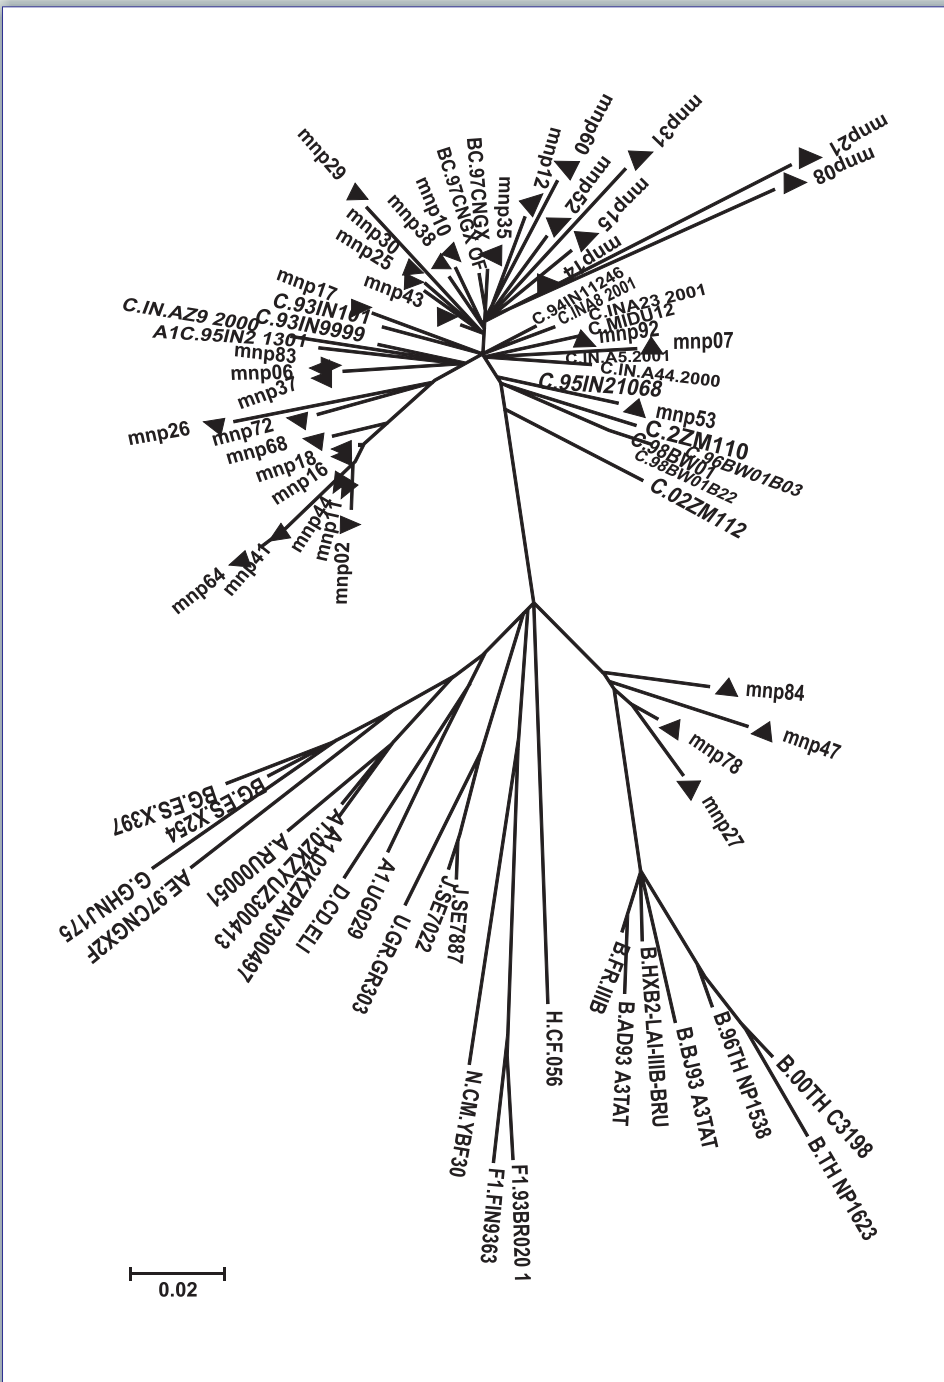 mnp29
mnp30
mnp25
mnp38
mnp10
BC.97CNGX
BC.97CNGX OF
mnp35
mnp12
mnp60
mnp52
mnp31
mnp15
mnp14
mnp21
mnp08
mnp43
mnp17
C.93IN101
C.93IN9999
C.IN.AZ9 2000
A1C.95IN2 1301
mnp83
mnp06
mnp37
mnp26
mnp72
mnp68
mnp18
mnp16
mnp44
mnp11
mnp02
mnp41
mnp64
C.94IN11246
C.INA8 2001
C.INA23 2001
C.MIDU12
mnp92
mnp07
C.IN.A5.2001
C.IN.A44.2000
C.95IN21068
mnp53
C.2ZM110
C.98BW01
C.96BW01B03
C.98BW01B22
C.02ZM112
mnp84
mnp47
mnp78
mnp27
BG.ES.X397
BG.ES.X254
G.GHNJ175
AE.97CNGX2F
A.RU00051
A1.02KZYUZ300413
A1.02KZPAV300497
D.CD.ELI
A1.UG029
U.GR.GR303
J.SE7022
J.SE7887
N.CM.YBF30
F1.FIN9363
F1.93BR020 1
H.CF.056
B.FR.IIIB
B.AD93 A3TAT
B.HXB2-LAI-IIIB-BRU
B.BJ93 A3TAT
B.96TH NP1538
B.00TH C3198
B.TH NP1623
0.02